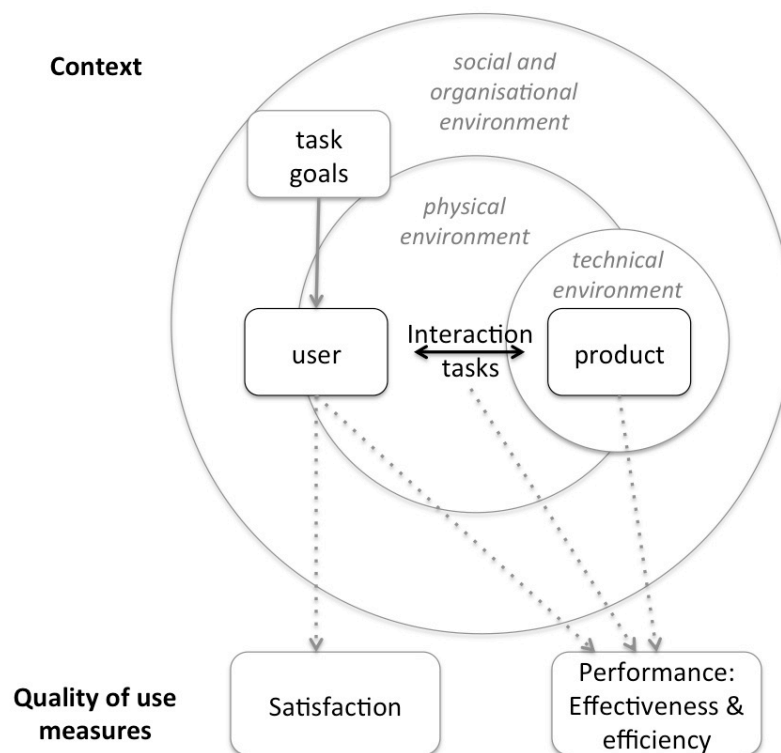 Context
social and
organisational
environment
task
goals
physical
environment
technical
environment
user
Interaction
tasks
product
Quality of use
measures
Satisfaction
Performance:
Effectiveness &
efficiency